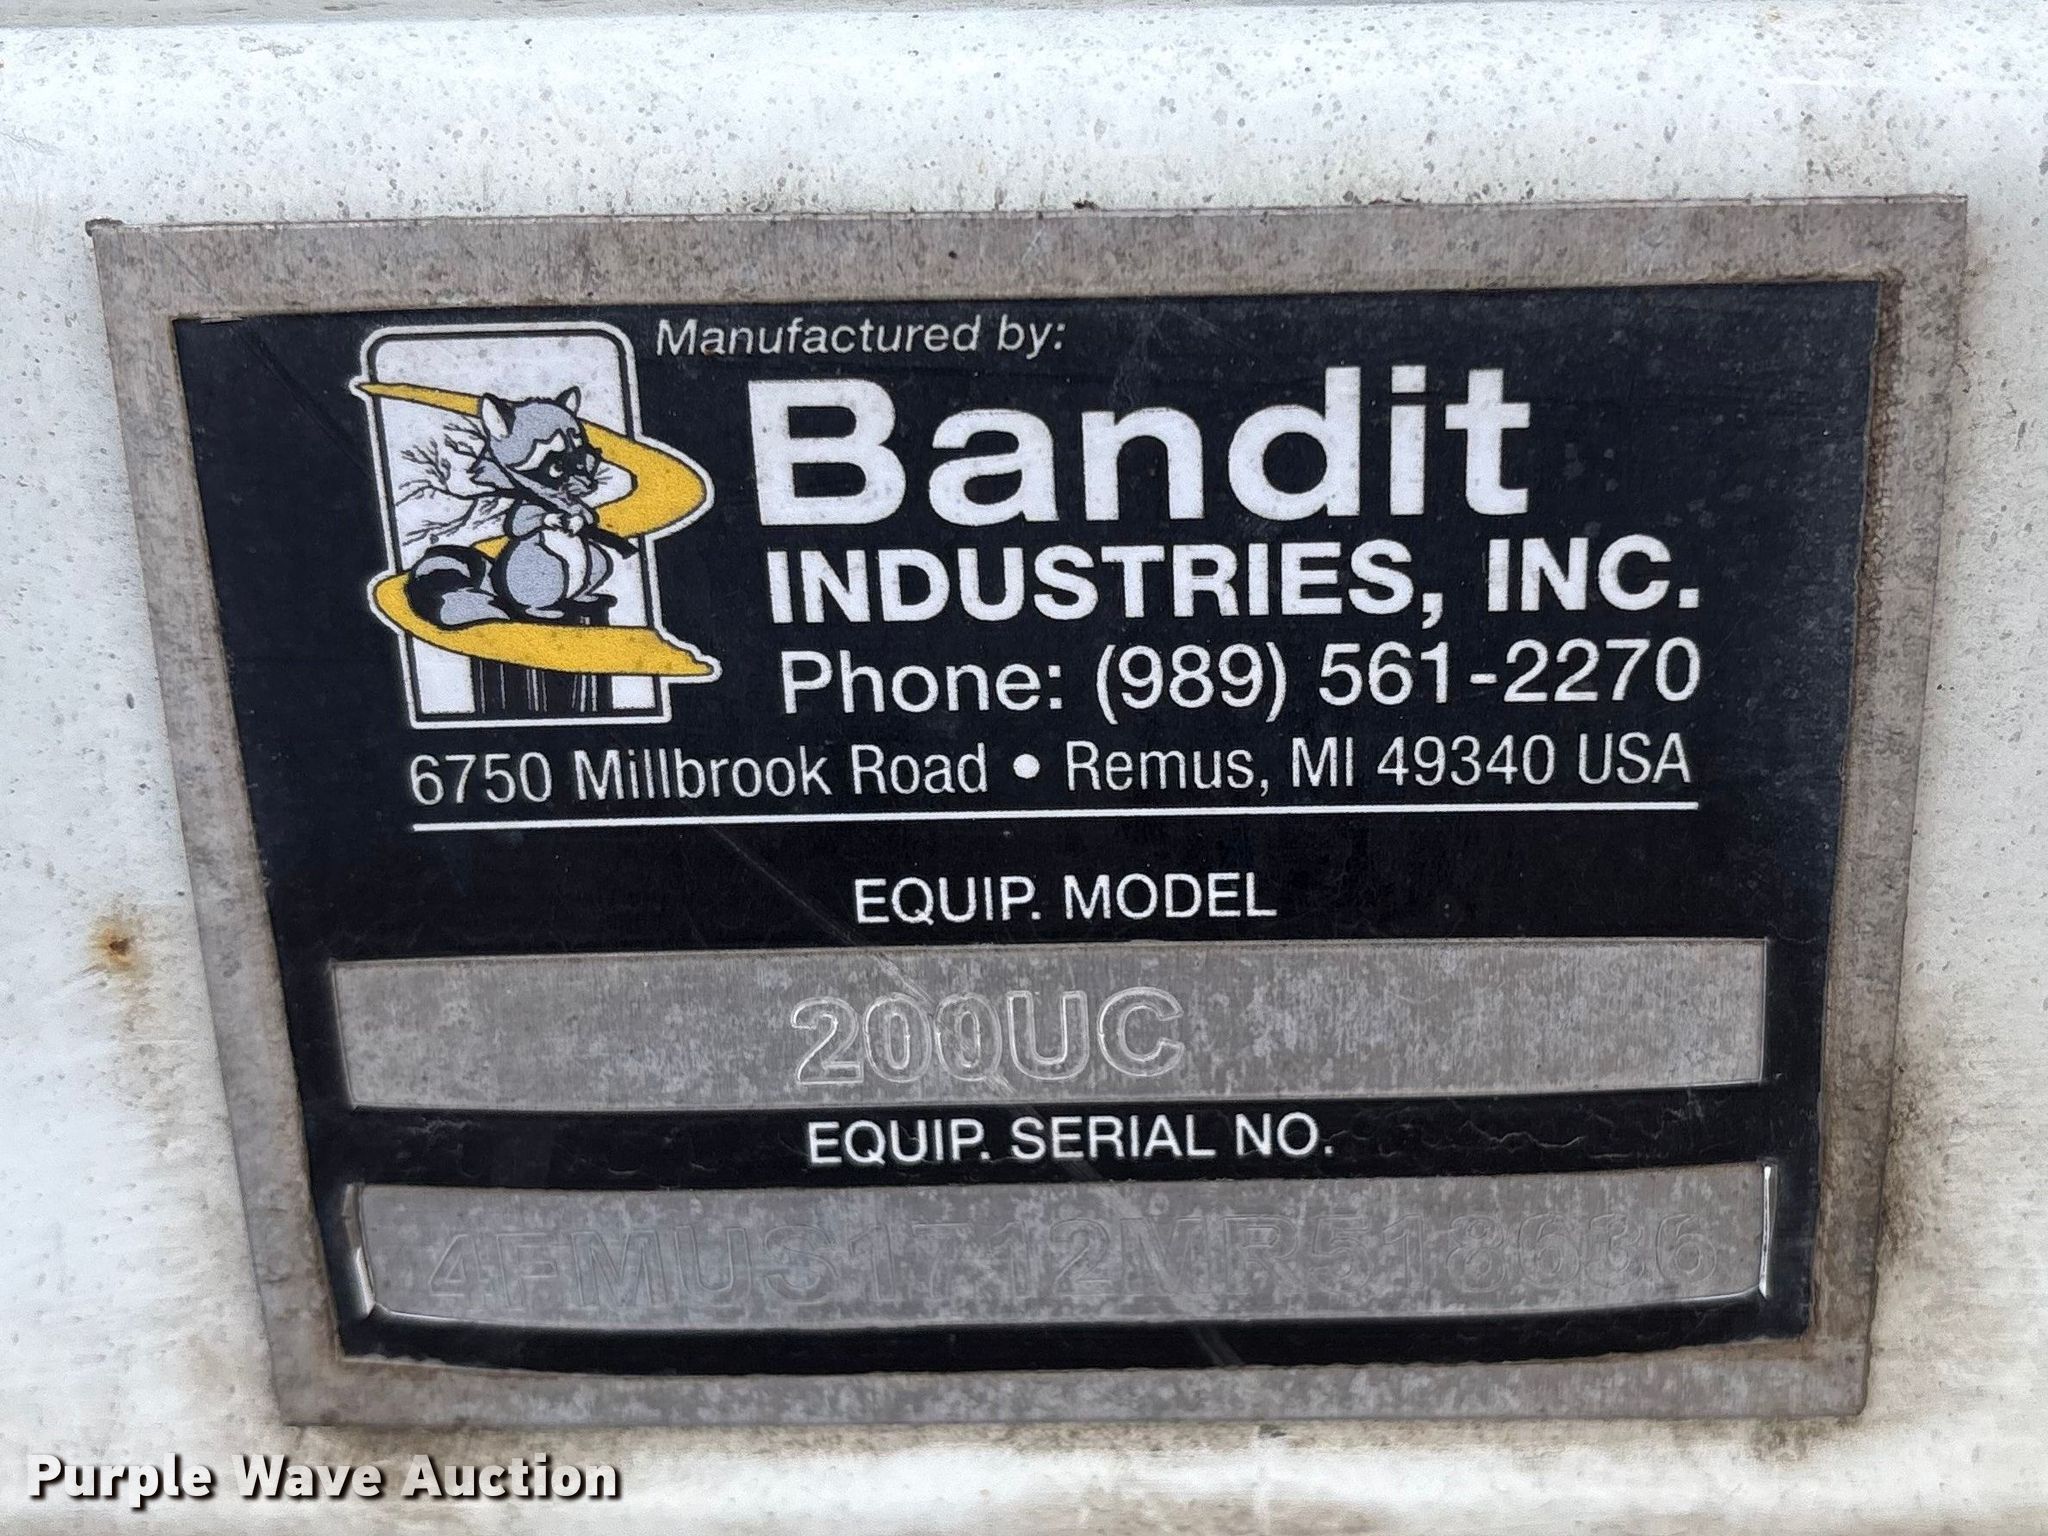 Manufactured by:
Bandit
INDUSTRIES, INC.
Phone: (989) 561-2270
6750 Millbrook Road • Remus, MI 49340 USA
EQUIP. MODEL
200UC
EQUIP. SERIAL NO.
4FMUS1712MR518636
Purple Wave Auction